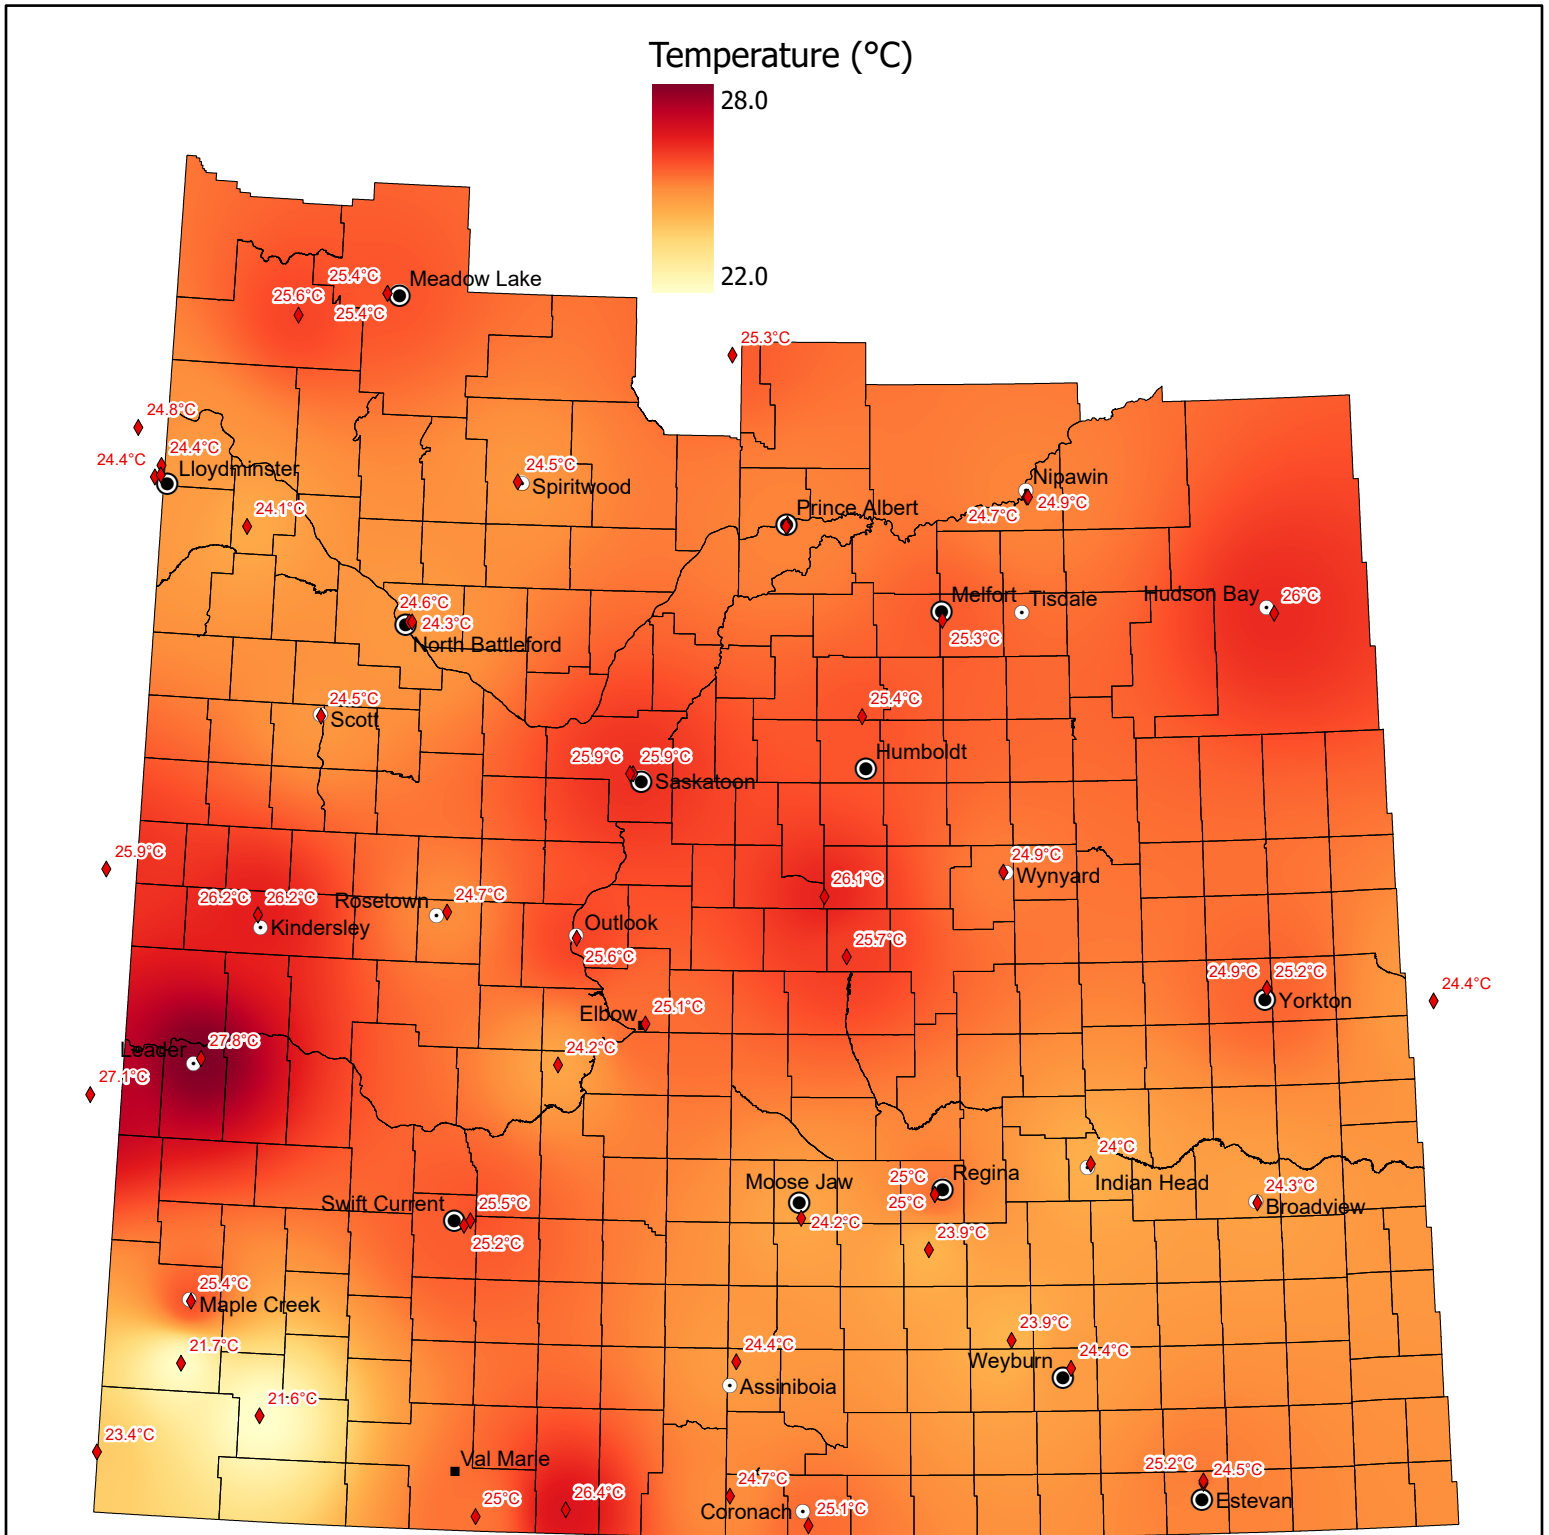 Temperature (°C)
28.0
22.0
25.4°C
Meadow Lake
25.6°C
25.4°C
25.3°C
24.8°C
24.4°C
24.4°C
Lloydminster
24.5°C
Spiritwood
Nipawin
24.9°C
24.7°C
24.1°C
Prince Albert
Melfort
Tisdale
Hudson Bay
26°C
24.6°C
24.3°C
North Battleford
25.3°C
24.5°C
Scott
25.4°C
Humboldt
25.9°C
25.9°C
Saskatoon
25.9°C
24.9°C
Wynyard
26.1°C
26.2°C
26.2°C
Kindersley
Rosetown
24.7°C
Outlook
25.6°C
25.7°C
24.9°C
25.2°C
Yorkton
24.4°C
Elbow
25.1°C
Leader
27.8°C
24.2°C
27.1°C
24°C
Indian Head
Moose Jaw
24.2°C
25°C
Regina
25°C
24.3°C
Broadview
Swift Current
25.5°C
25.2°C
23.9°C
25.4°C
Maple Creek
23.9°C
21.7°C
24.4°C
Assiniboia
Weyburn
24.4°C
21.6°C
23.4°C
Val Marie
25°C
26.4°C
24.7°C
Coronach
25.1°C
25.2°C
24.5°C
Estevan